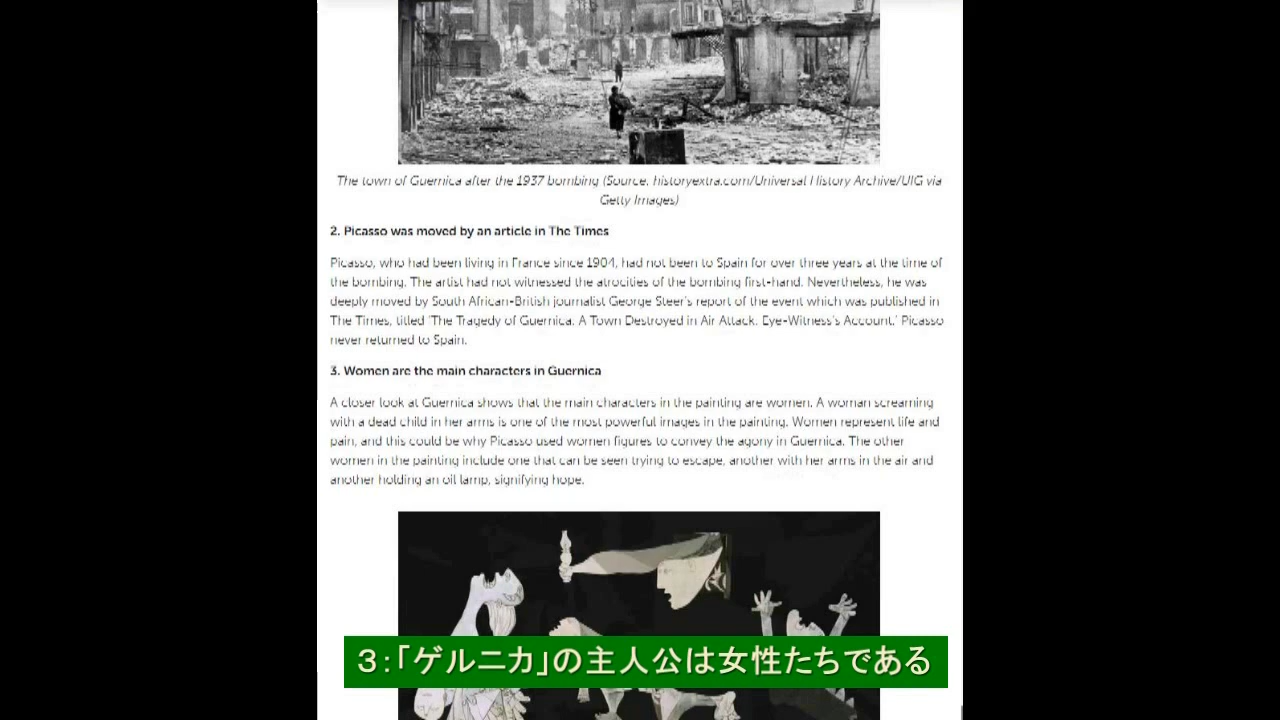 The town of Guernica after the 1937 bombing (Source: historyextra.com/Universal History Archive/UIG via
Getty Images)
2. Picasso was moved by an article in The Times
Picasso, who had been living in France since 1904, had not been to Spain for over three years at the time of
the bombing. The artist had not witnessed the atrocities of the bombing first-hand. Nevertheless, he was
deeply moved by South African-British journalist George Steer's report of the event which was published in
The Times, titled 'The Tragedy of Guernica: A Town Destroyed in Air Attack: Eye-Witness's Account.' Picasso
never returned to Spain.
3. Women are the main characters in Guernica
A closer look at Guernica shows that the main characters in the painting are women. A woman screaming
with a dead child in her arms is one of the most powerful images in the painting. Women represent life and
pain, and this could be why Picasso used women figures to convey the agony in Guernica. The other
women in the painting include one that can be seen trying to escape, another with her arms in the air and
another holding an oil lamp, signifying hope.
3:「ゲルニカ」の主人公は女性たちである